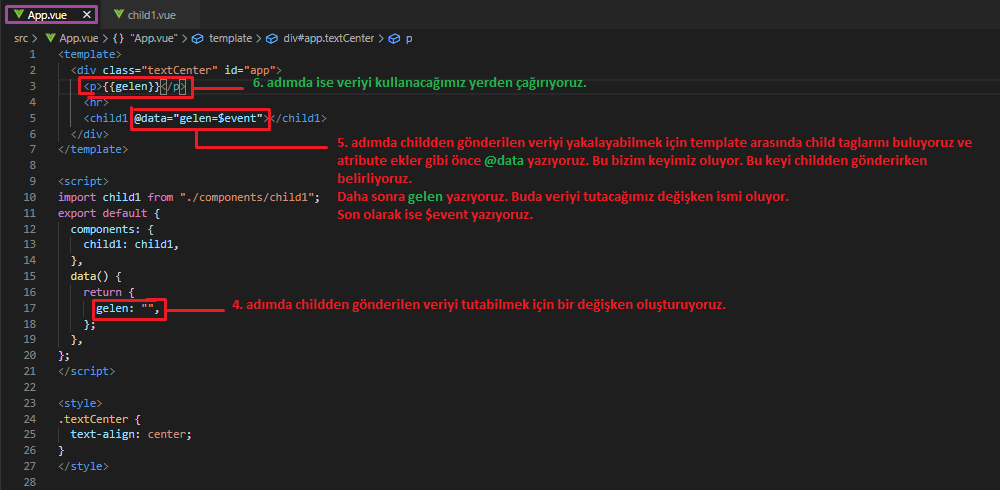 App.vue × child1.vue
src > App.vue > {} "App.vue" > template > div#app.textCenter > p
1 <template>
2 <div class="textCenter" id="app">
3 <p>{{gelen}}</p> 6. adımda ise veriyi kullanacağımız yerden çağırıyoruz.
4 <hr>
5 <child1 @data="gelen=$event"></child1>
6 </div> 5. adımda childden gönderilen veriyi yakalayabilmek için template arasında child taglarını buluyoruz ve
7 </template> atribute ekler gibi önce @data yazıyoruz. Bu bizim keyimiz oluyor. Bu keyi childden gönderirken
8 belirliyoruz.
9 <script>
10 import child1 from "./components/child1"; Daha sonra gelen yazıyoruz. Buda veriyi tutacağımız değişken ismi oluyor.
11 export default { Son olarak ise $event yazıyoruz.
12 components: {
13 child1: child1,
14 },
15 data() {
16 return {
17 gelen: "", 4. adımda childden gönderilen veriyi tutabilmek için bir değişken oluşturuyoruz.
18 };
19 },
20 };
21 </script>
22
23 <style>
24 .textCenter {
25 text-align: center;
26 }
27 </style>
28